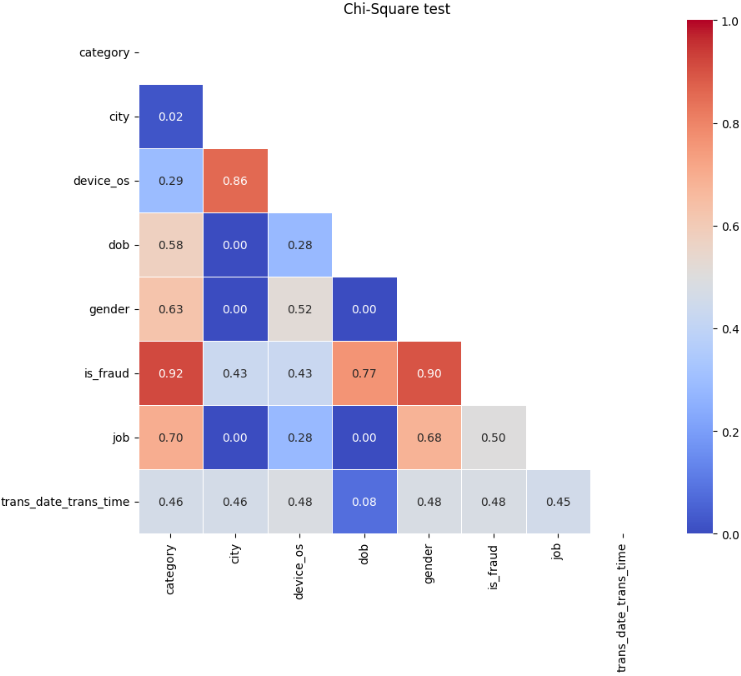 Chi-Square test
category
city
device_os
dob
gender
is_fraud
job
trans_date_trans_time
0.02
0.29 0.86
0.58 0.00 0.28
0.63 0.00 0.52 0.00
0.92 0.43 0.43 0.77 0.90
0.70 0.00 0.28 0.00 0.68 0.50
0.46 0.46 0.48 0.08 0.48 0.48 0.45
category
city
device_os
dob
gender
is_fraud
job
trans_date_trans_time
1.0
0.8
0.6
0.4
0.2
0.0